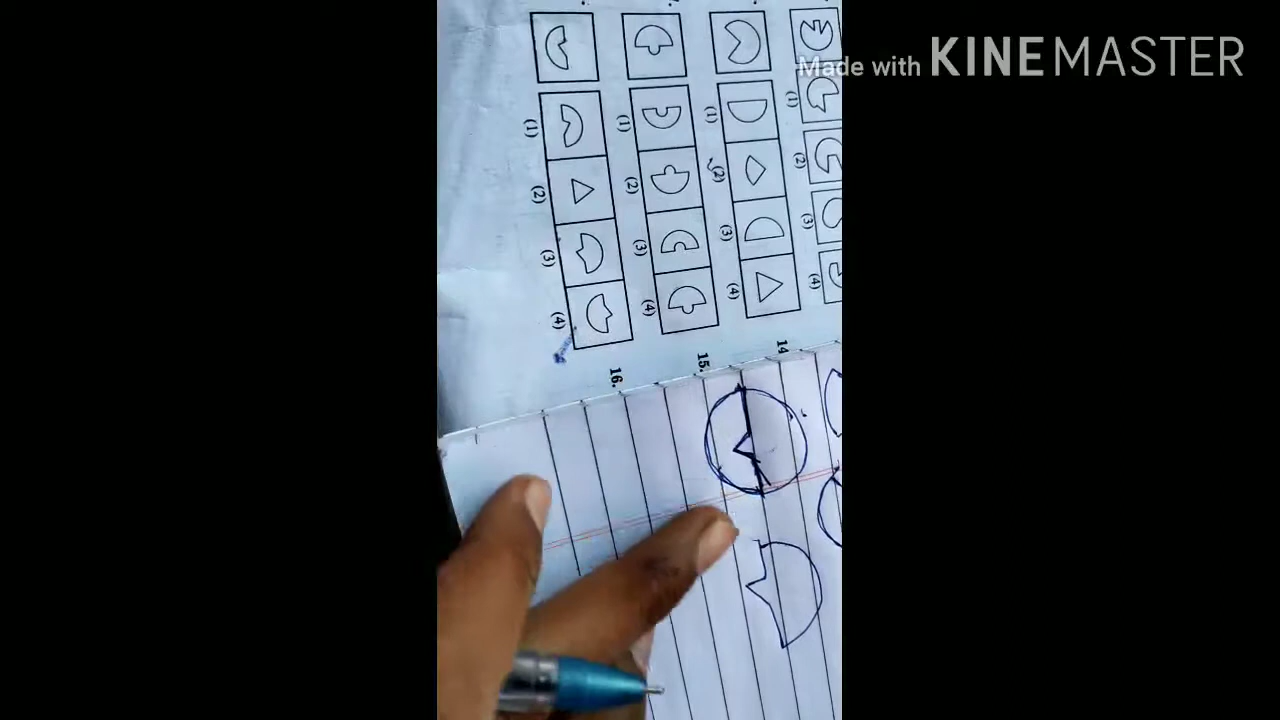 Made with KINEMASTER
(1) (2) (3) (4)
14
(1) (2) (3) (4)
15.
(1) (2) (3) (4)
16.
(1) (2) (3) (4)